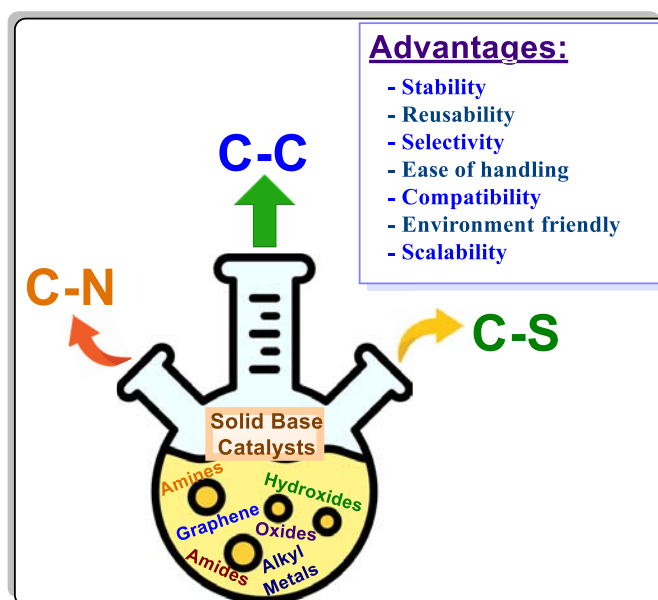 Advantages:
- Stability
- Reusability
- Selectivity
- Ease of handling
- Compatibility
- Environment friendly
- Scalability
C-C
C-N
C-S
Solid Base
Catalysts
Amines
Hydroxides
Graphene
Oxides
Amides
Alkyl
Metals